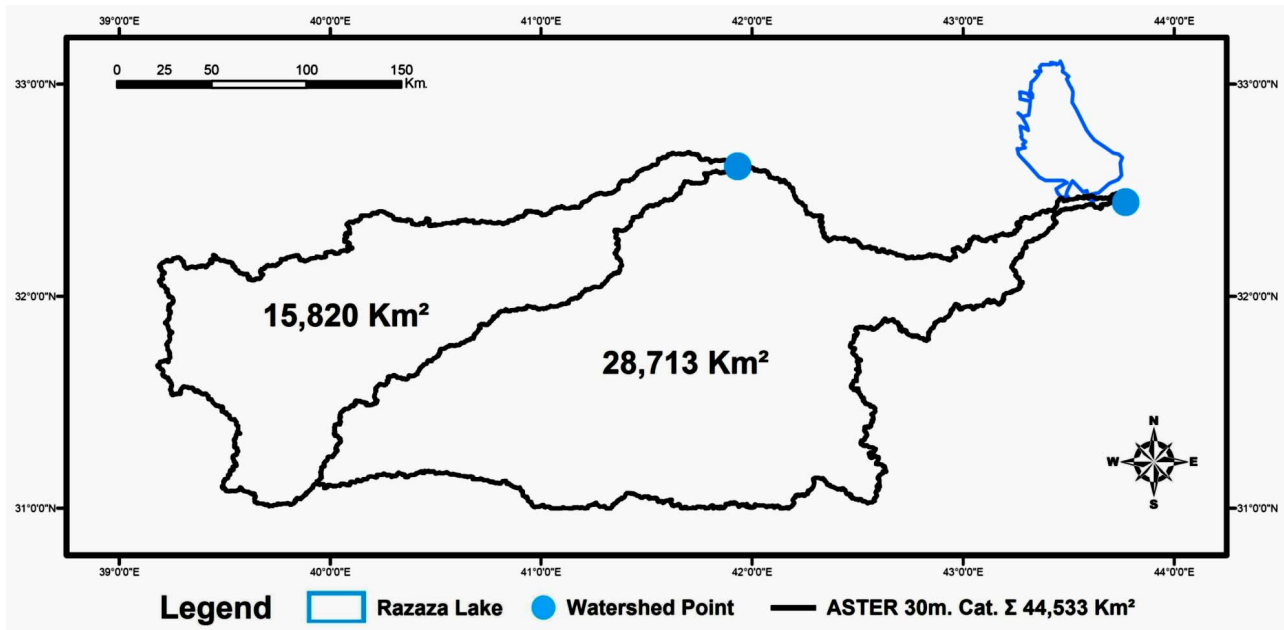 39°0'0"E 40°0'0"E 41°0'0"E 42°0'0"E 43°0'0"E 44°0'0"E
0 25 50 100 150
Km.
33°0'0"N 33°0'0"N
32°0'0"N 32°0'0"N
15,820 Km²
28,713 Km²
N
W E
S
31°0'0"N 31°0'0"N
39°0'0"E 40°0'0"E 41°0'0"E 42°0'0"E 43°0'0"E 44°0'0"E
Legend Razaza Lake Watershed Point ASTER 30m. Cat. Σ 44,533 Km²